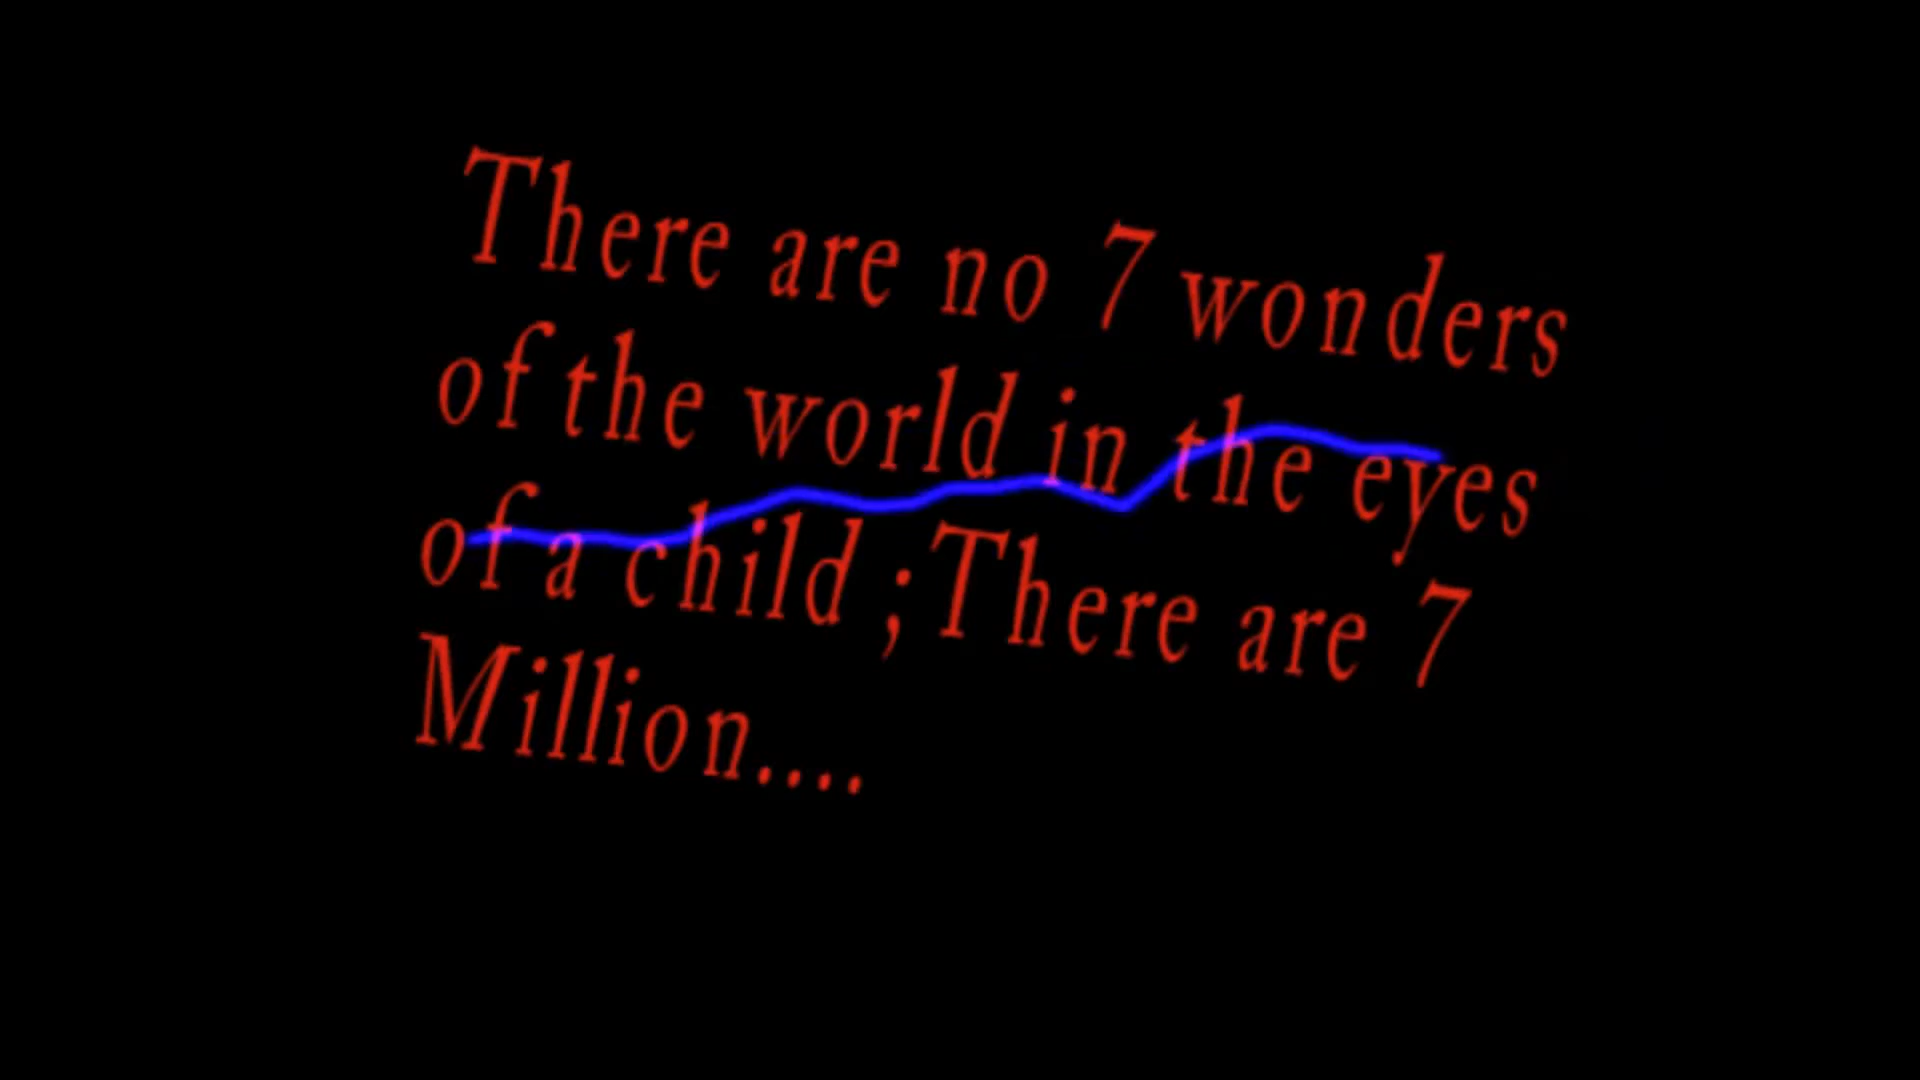 There are no 7 wonders
of the world in the eyes
of a child ;There are 7
Million....